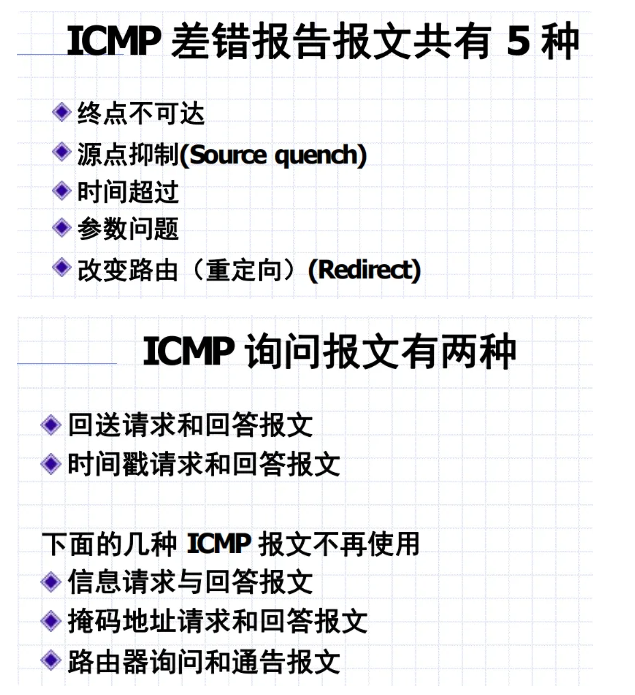 ICMP 差错报告报文共有 5 种
终点不可达
源点抑制(Source quench)
时间超过
参数问题
改变路由（重定向）(Redirect)
ICMP 询问报文有两种
回送请求和回答报文
时间戳请求和回答报文
下面的几种 ICMP 报文不再使用
信息请求与回答报文
掩码地址请求和回答报文
路由器询问和通告报文